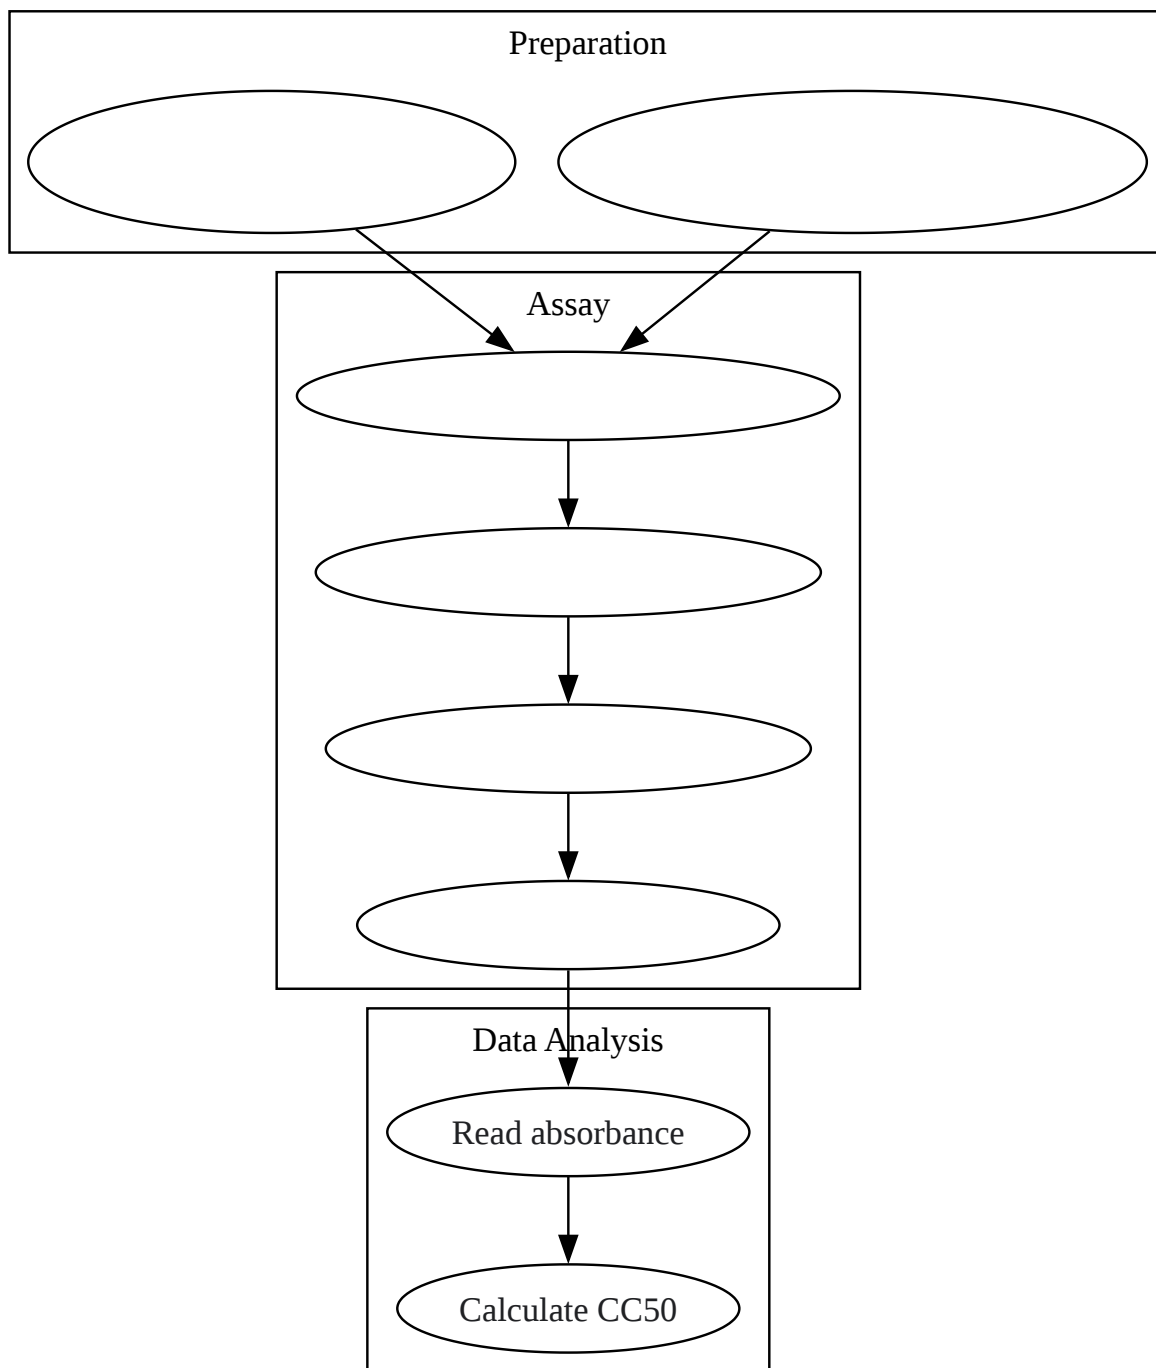 Preparation
Assay
Data Analysis
Read absorbance
Calculate CC50